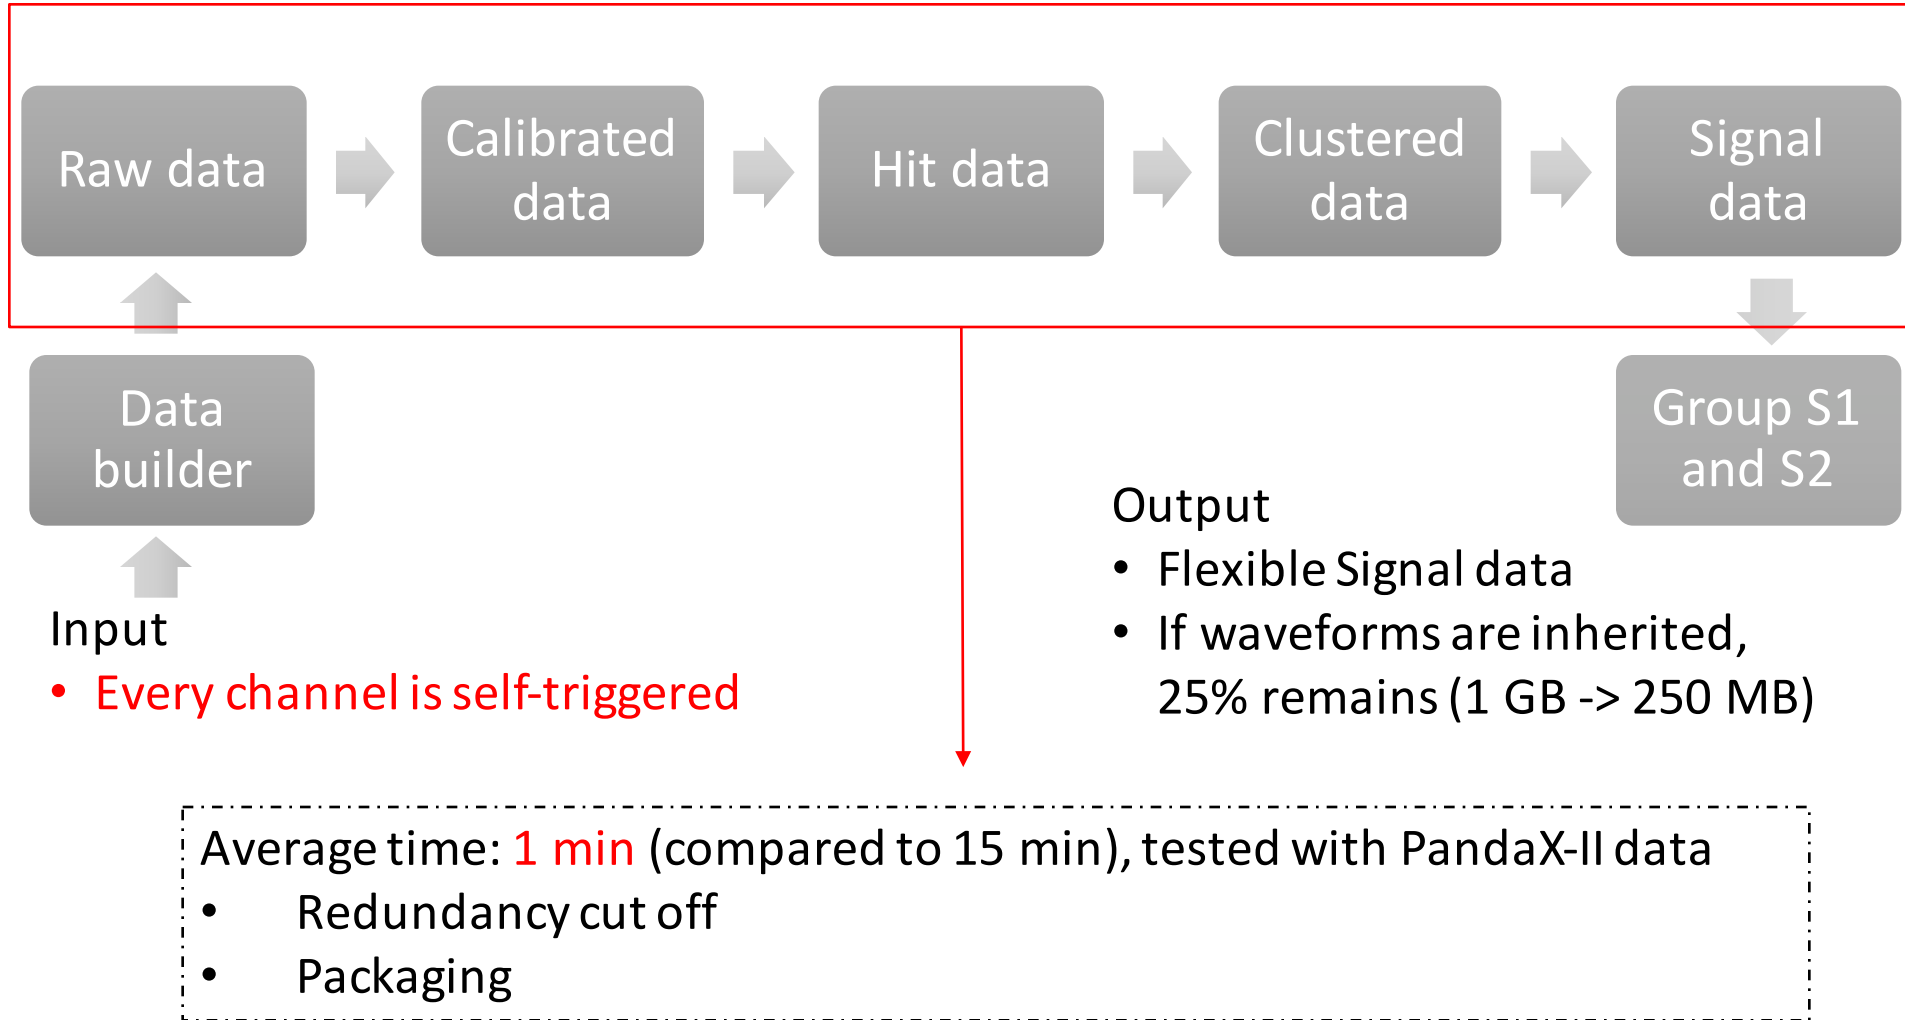 Raw data
Calibrated
data
Hit data
Clustered
data
Signal
data
Data
builder
Group S1
and S2
Input
• Every channel is self-triggered
Output
• Flexible Signal data
• If waveforms are inherited,
25% remains (1 GB -> 250 MB)
Average time: 1 min (compared to 15 min), tested with PandaX-II data
• Redundancy cut off
• Packaging